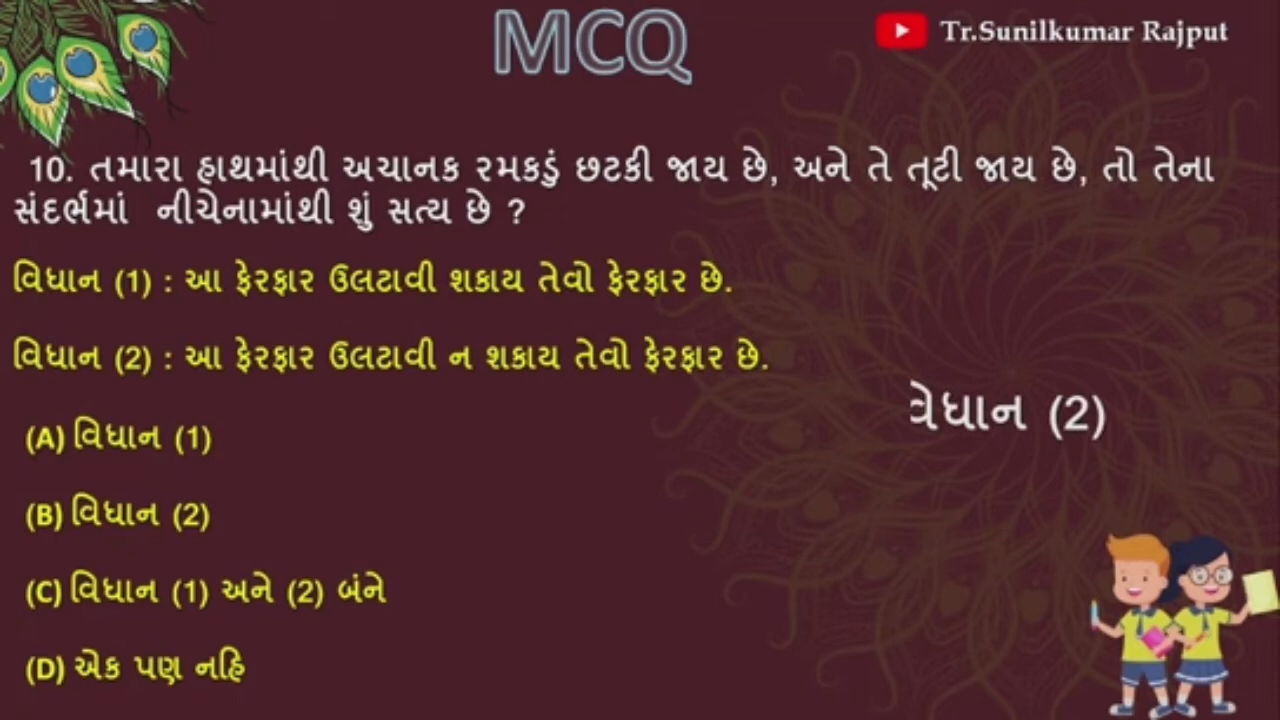 MCQ
Tr.Sunilkumar Rajput
10. તમારા હાથમાંથી અચાનક રમકડું છટકી જાય છે, અને તે તૂટી જાય છે, તો તેના
સંદર્ભમાં નીચેનામાંથી શું સત્ય છે ?
વિધાન (1) : આ ફેરફાર ઉલટાવી શકાય તેવો ફેરફાર છે.
વિધાન (2) : આ ફેરફાર ઉલટાવી ન શકાય તેવો ફેરફાર છે.
(A) વિધાન (1)
(B) વિધાન (2)
(C) વિધાન (1) અને (2) બંને
(D) એક પણ નહિ
(2)